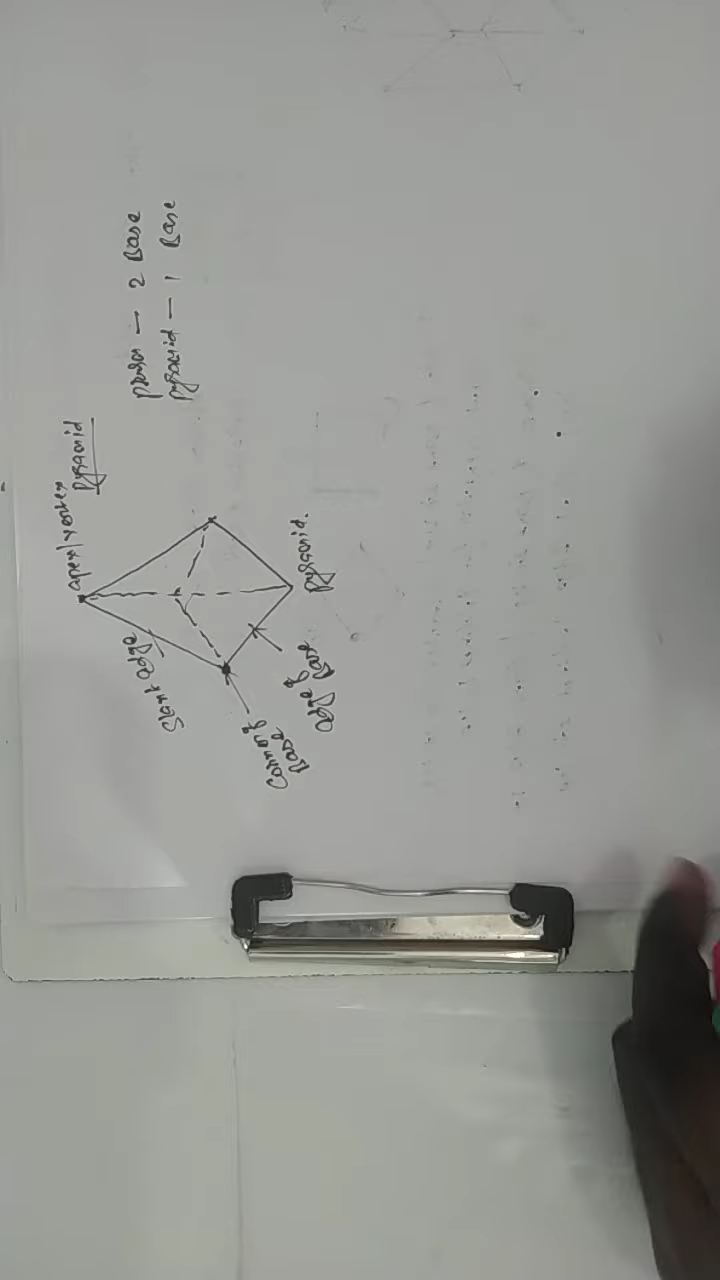 apex/vertex
Pyramid
Prism — 2 Base
Pyramid — 1 Base
Slant edge
Corner of
Base
edge of
Base
Pyramid.